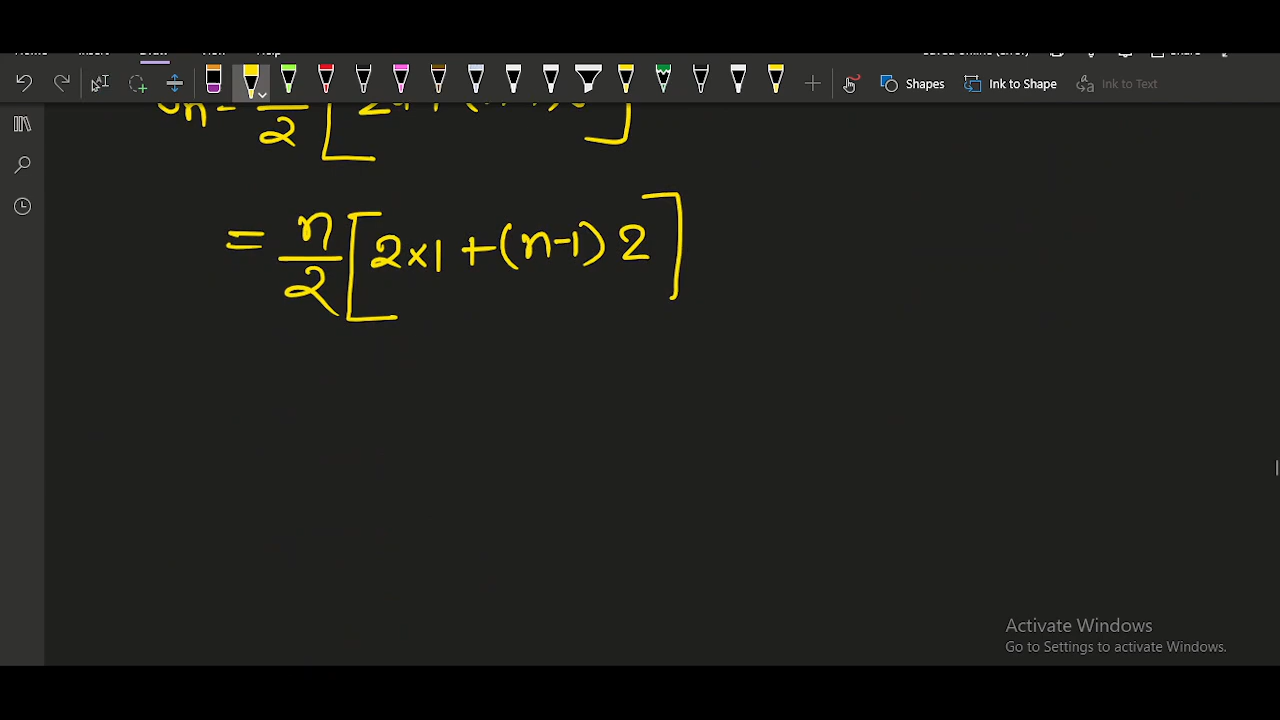 Ink to Shape
Shapes
Ink to Text
= n/2 [2×1 + (n-1) 2]
Activate Windows
Go to Settings to activate Windows.